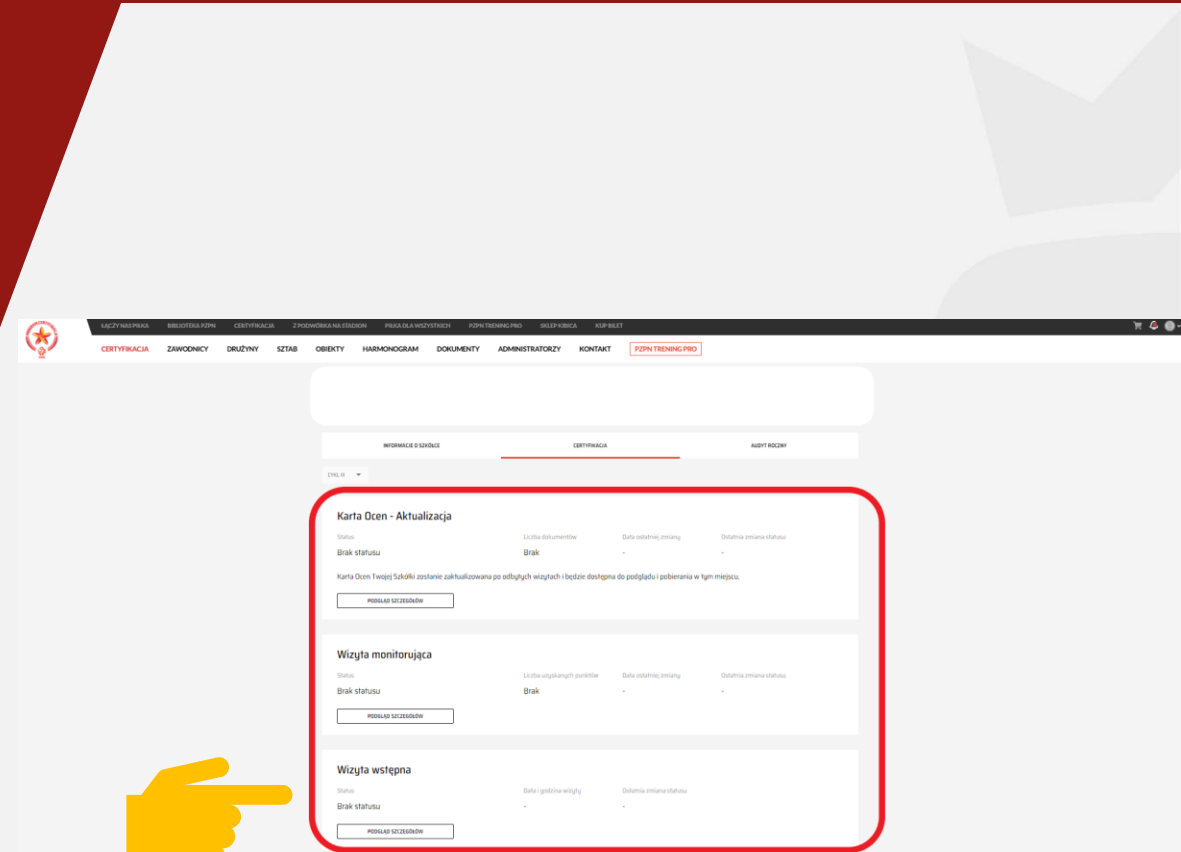 ŁĄCZY NAS PIŁKA BIBLIOTEKA PZPN CERTYFIKACJA Z PODWÓRKA NA STADION PIŁKA DLA WSZYSTKICH PZPN TRENING PRO SKLEP KIBICA KUP BILET
CERTYFIKACJA ZAWODNICY DRUŻYNY SZTAB OBIEKTY HARMONOGRAM DOKUMENTY ADMINISTRATORZY KONTAKT PZPN TRENING PRO
INFORMACJE O SZKÓŁCE CERTYFIKACJA AUDYT ROCZNY
CYKL III
Karta Ocen - Aktualizacja
Status Liczba dokumentów Data ostatniej zmiany Ostatnia zmiana statusu
Brak statusu Brak - -
Karta Ocen Twojej Szkółki zostanie zaktualizowana po odbytych wizytach i będzie dostępna do podglądu i pobierania w tym miejscu.
PODGLĄD SZCZEGÓŁÓW
Wizyta monitorująca
Status Liczba uzyskanych punktów Data ostatniej zmiany Ostatnia zmiana statusu
Brak statusu Brak - -
PODGLĄD SZCZEGÓŁÓW
Wizyta wstępna
Status Data i godzina wizyty Ostatnia zmiana statusu
Brak statusu - -
PODGLĄD SZCZEGÓŁÓW